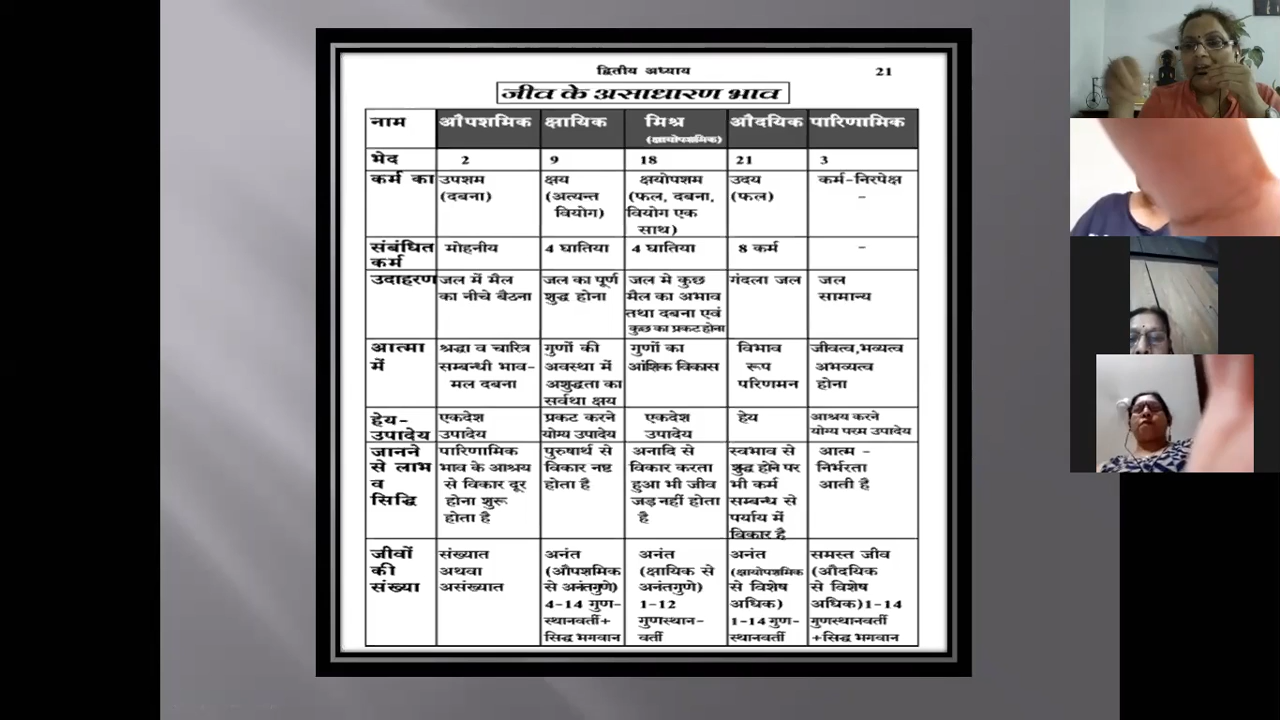 द्वितीय अध्याय 21
जीव के असाधारण भाव
नाम औपशमिक क्षायिक मिश्र औदयिक पारिणामिक
(क्षायोपशमिक)
भेद 2 9 18 21 3
कर्म का उपशम क्षय क्षयोपशम उदय कर्म-निरपेक्ष
(दबना) (अत्यन्त (फल, दबना, (फल) -
वियोग) वियोग एक
साथ)
संबंधित मोहनीय 4 घातिया 4 घातिया 8 कर्म -
कर्म
उदाहरण जल में मैल जल का पूर्ण जल मे कुछ गंदला जल जल
का नीचे बैठना शुद्ध होना मैल का अभाव सामान्य
तथा दबना एवं
कुछ का प्रकट होना
आत्मा श्रद्धा व चारित्र गुणों की गुणों का विभाव जीवत्व,भव्यत्व
में सम्बन्धी भाव- अवस्था में आंशिक विकास रूप अभव्यत्व
मल दबना अशुद्धता का परिणमन होना
सर्वथा क्षय
हेय- एकदेश प्रकट करने एकदेश हेय आश्रय करने
उपादेय उपादेय योग्य उपादेय उपादेय योग्य परम उपादेय
जानने पारिणामिक पुरुषार्थ से अनादि से स्वभाव से आत्म -
से लाभ भाव के आश्रय विकार नष्ट विकार करता शुद्ध होने पर निर्भरता
व से विकार दूर होता है हुआ भी जीव भी कर्म आती है
सिद्धि होना शुरू जड़ नहीं होता सम्बन्ध से
होता है है पर्याय में
विकार है
जीवों संख्यात अनंत अनंत अनंत समस्त जीव
की अथवा (औपशमिक (क्षायिक से (क्षायोपशमिक (औदयिक
संख्या असंख्यात से अनंतगुणे) अनंतगुणे) से विशेष से विशेष
4-14 गुण- 1-12 अधिक) अधिक)1-14
स्थानवर्ती+ गुणस्थान- 1-14 गुण- गुणस्थानवर्ती
सिद्ध भगवान वर्ती स्थानवर्ती +सिद्ध भगवान